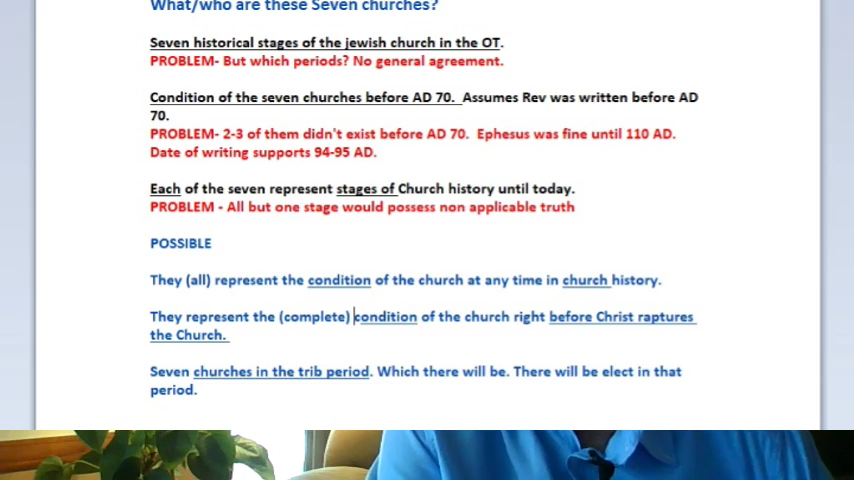 What/who are these Seven churches?
Seven historical stages of the jewish church in the OT.
PROBLEM- But which periods? No general agreement.
Condition of the seven churches before AD 70. Assumes Rev was written before AD
70.
PROBLEM- 2-3 of them didn't exist before AD 70. Ephesus was fine until 110 AD.
Date of writing supports 94-95 AD.
Each of the seven represent stages of Church history until today.
PROBLEM - All but one stage would possess non applicable truth
POSSIBLE
They (all) represent the condition of the church at any time in church history.
They represent the (complete) condition of the church right before Christ raptures
the Church.
Seven churches in the trib period. Which there will be. There will be elect in that
period.